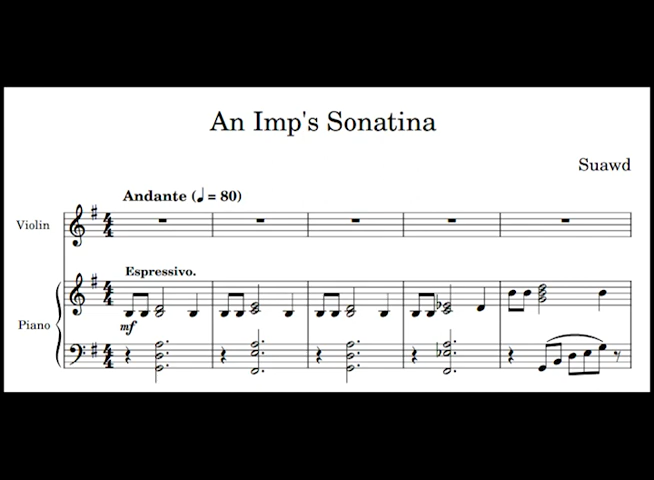 An Imp's Sonatina
Suawd
Andante (♩ = 80)
Violin
Espressivo.
Piano
mf